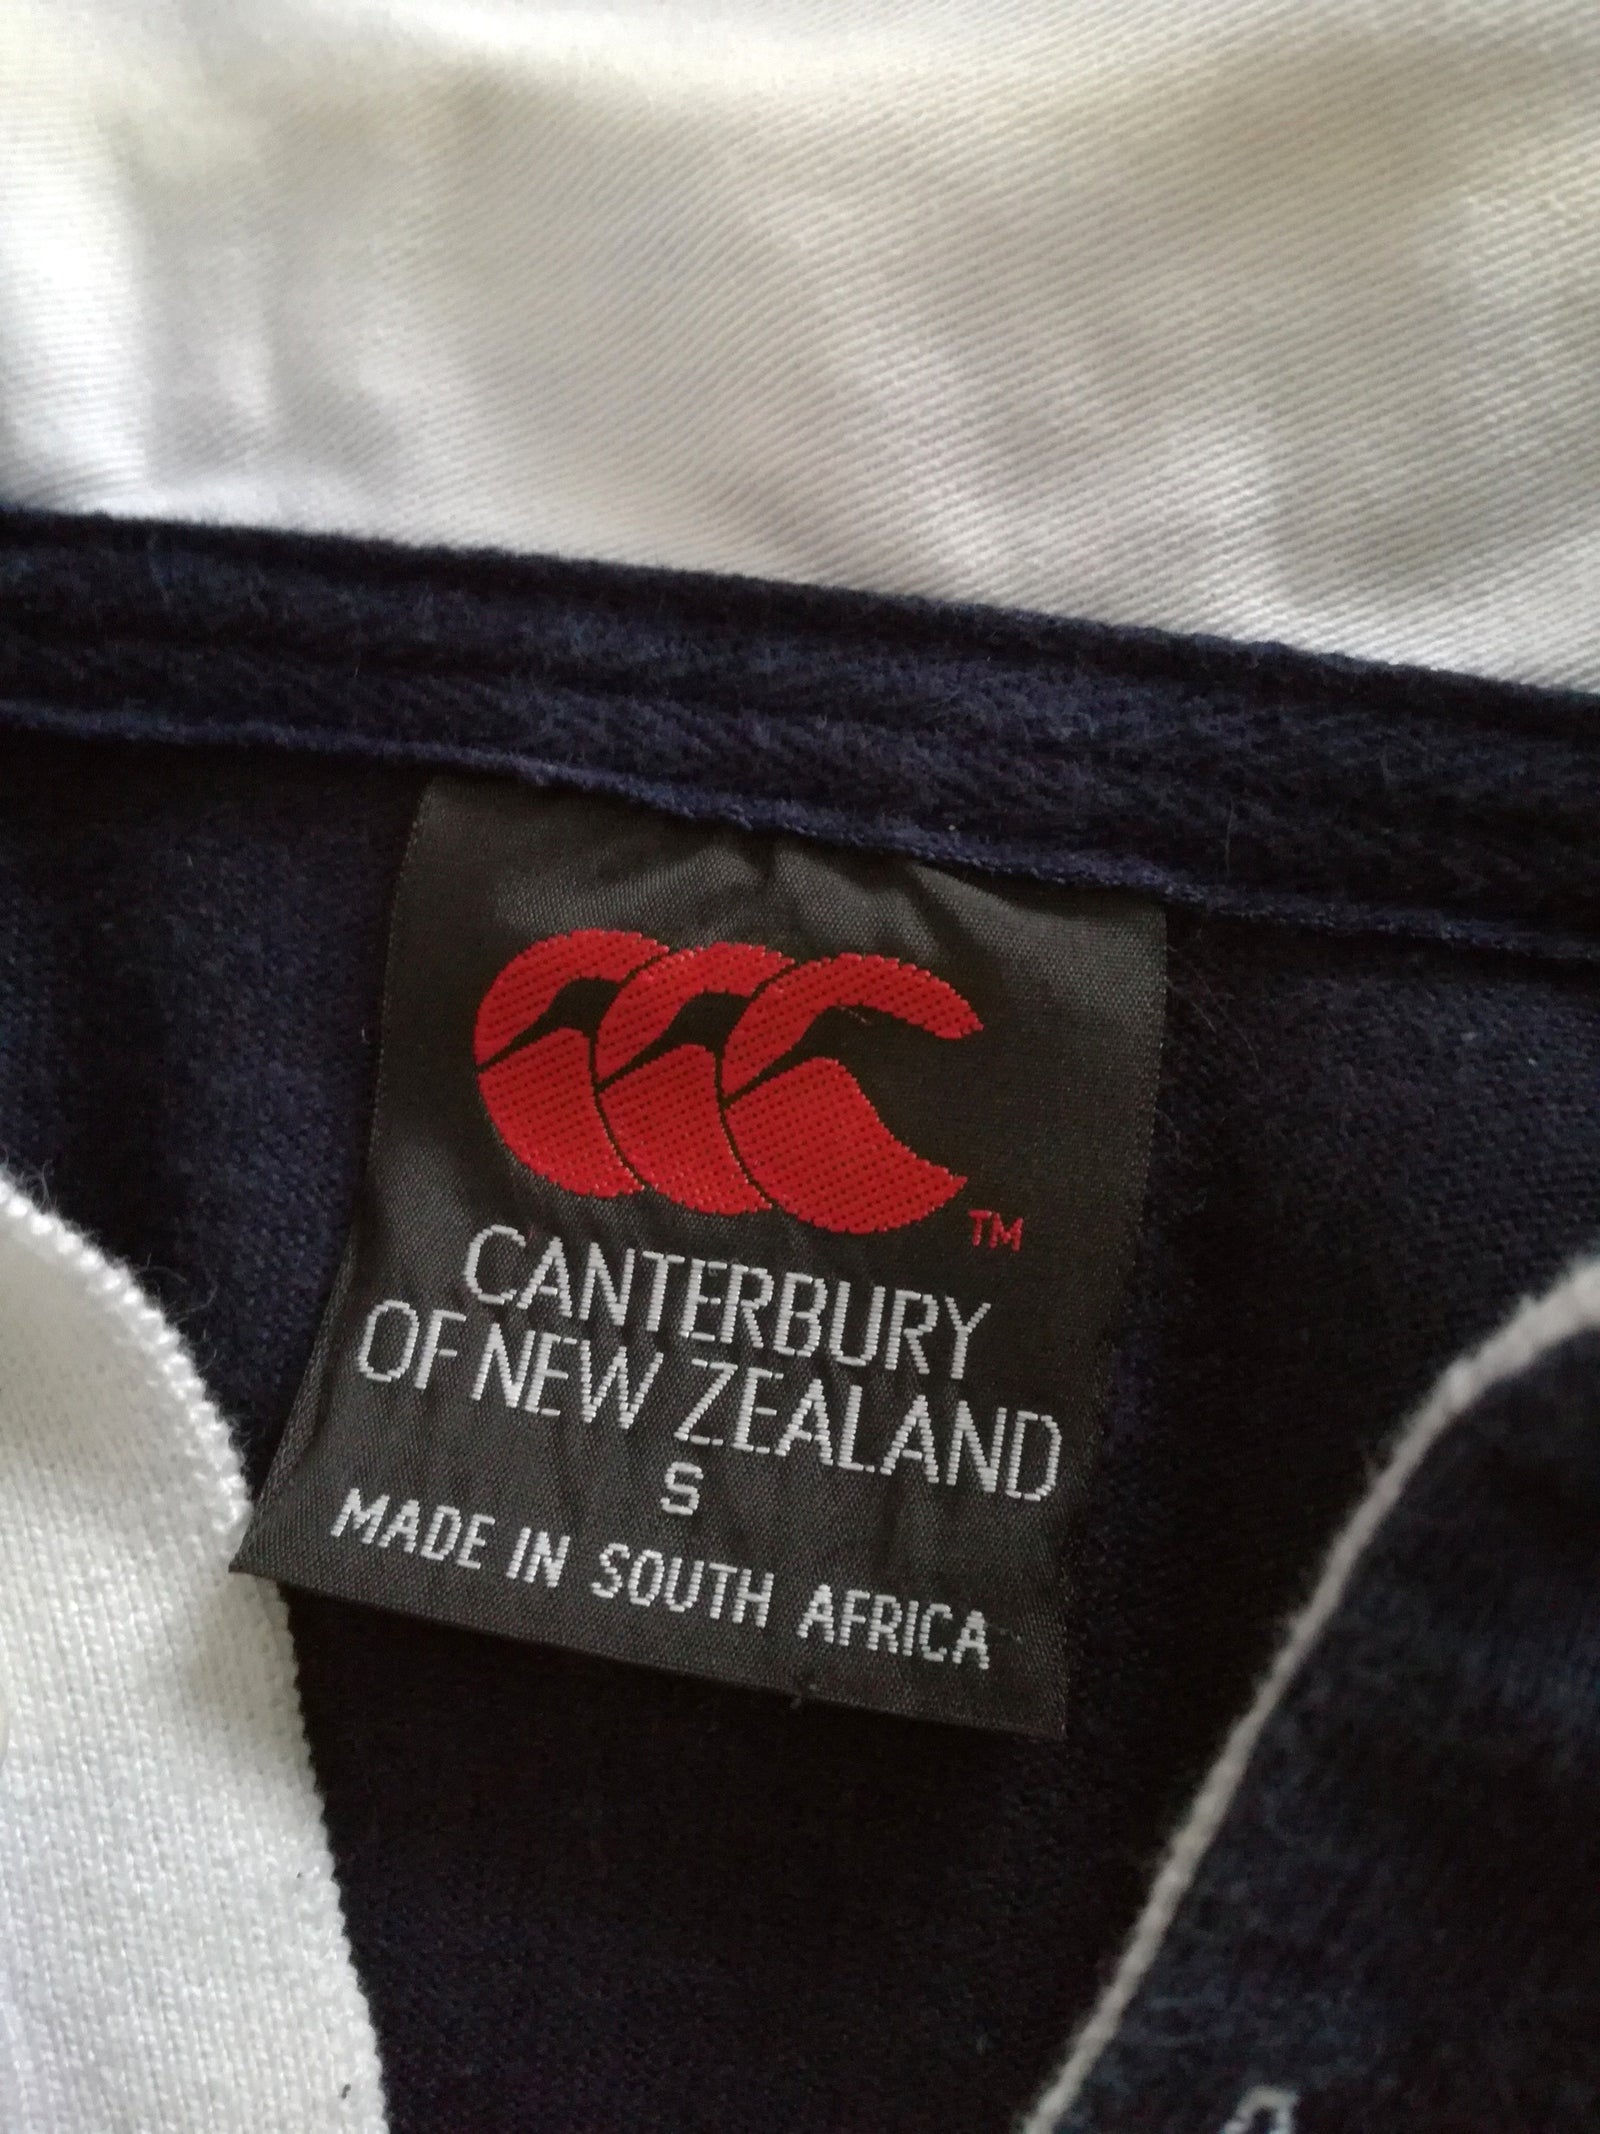 TM
CANTERBURY
OF NEW ZEALAND
S
MADE IN SOUTH AFRICA